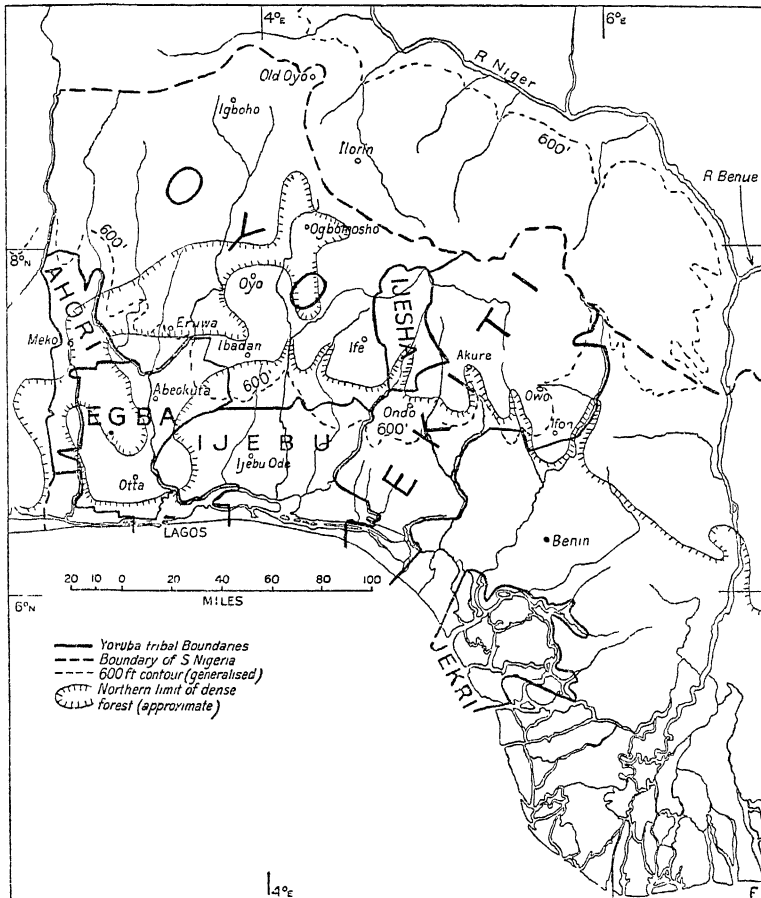 4°E
6°E
R Niger
Old Oyo
Igboho
Ilorin
600'
R Benue
OYO
Ogbomosho
600'
8°N
AHORI
Oyo
ILESHA
EKITI
Eruwa
Meko
Ibadan
Ife
Akure
Abeokuta
600'
Owo
Ondo
EGBA
600'
Ifon
IJEBU
Ijebu Ode
Otta
LAGOS
Benin
20 10 0 20 40 60 80 100
MILES
6°N
JEKRI
Yoruba tribal Boundaries
Boundary of S Nigeria
600 ft contour (generalised)
Northern limit of dense
forest (approximate)
4°E